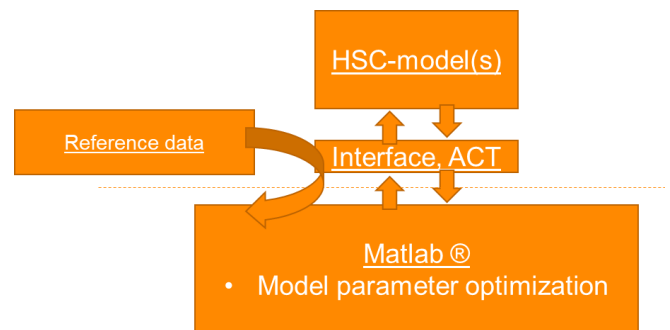 HSC-model(s)
Reference data
Interface, ACT
Matlab ®
• Model parameter optimization